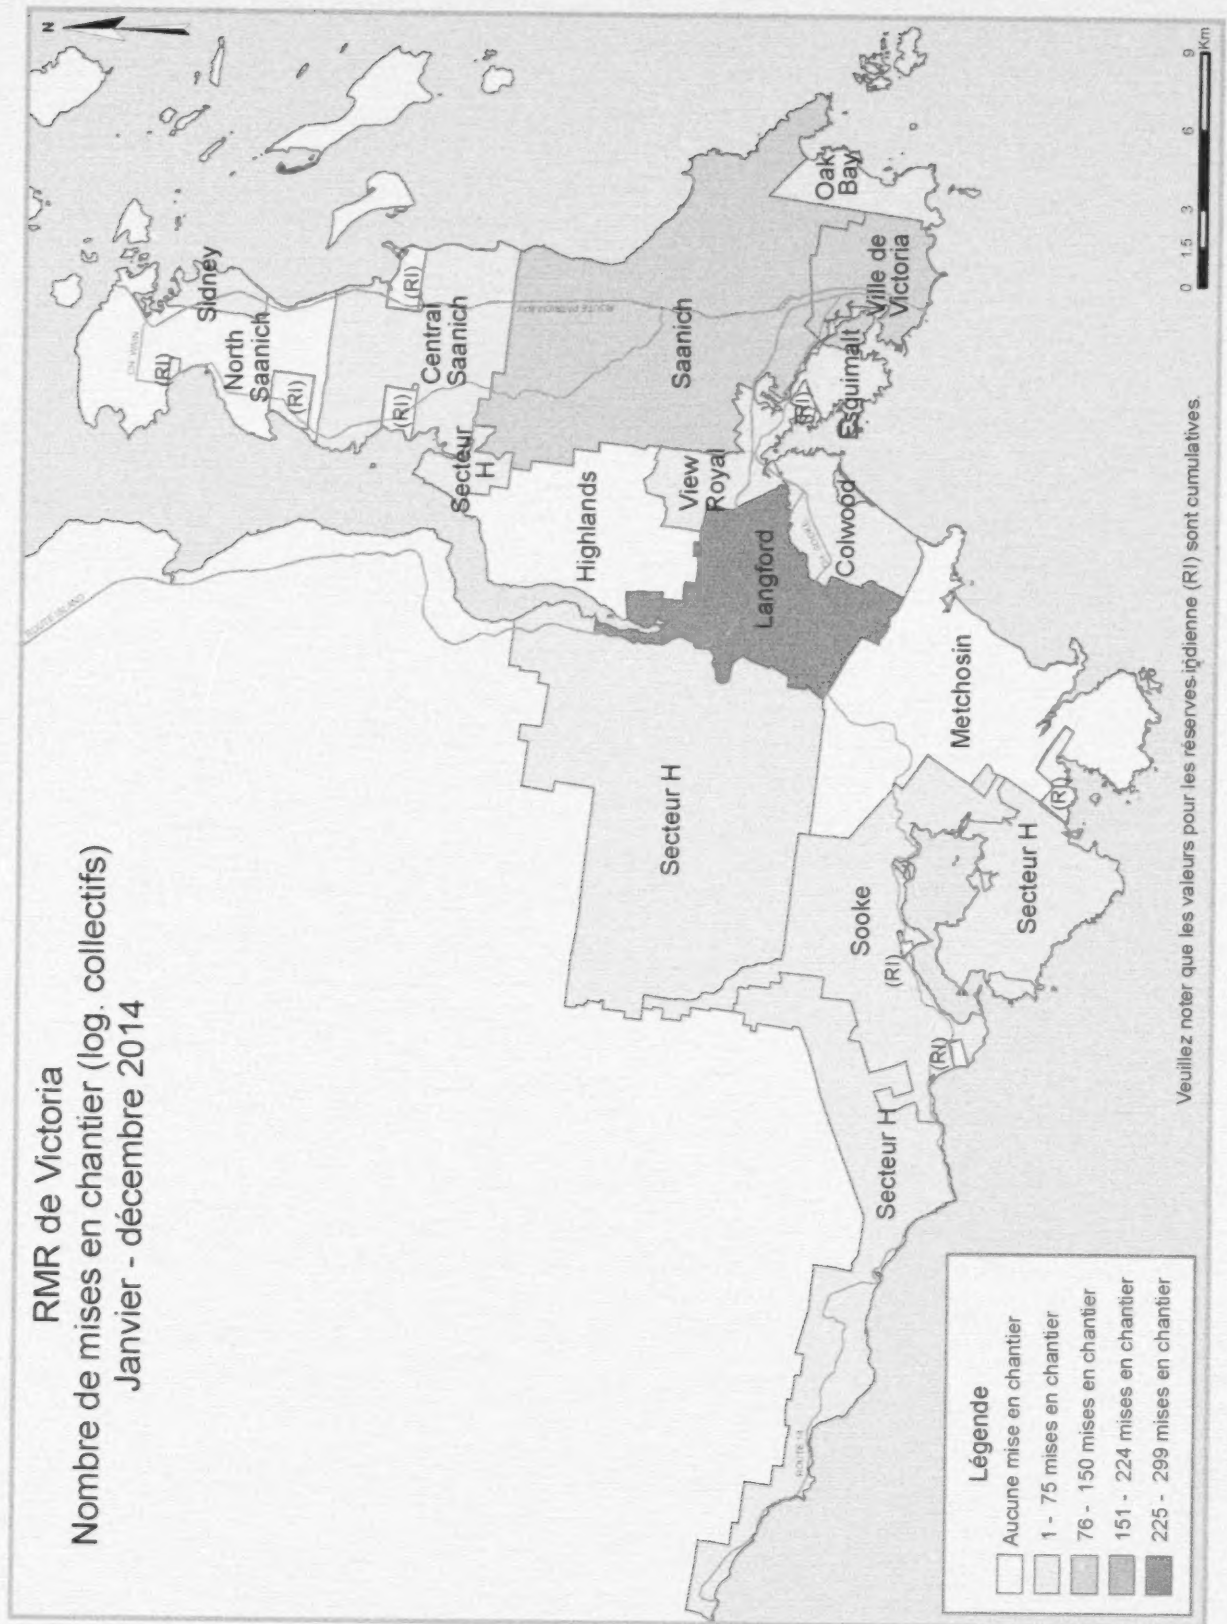 RMR de Victoria
Nombre de mises en chantier (log. collectifs)
Janvier - décembre 2014
N
ROUTE ISLAND
(RI)
Sidney
North
Saanich
(RI)
(RI)
Central
Saanich
(RI)
Secteur
H
Highlands
Saanich
View
Royal
Oak
Bay
Ville de
Victoria
Esquimalt
(RI)
Langford
Colwood
Secteur H
Metchosin
Sooke
(RI)
(RI)
Secteur H
(RI)
Secteur H
ROUTE 14
Légende
Aucune mise en chantier
1 - 75 mises en chantier
76 - 150 mises en chantier
151 - 224 mises en chantier
225 - 299 mises en chantier
0 1.5 3 6 9
Km
Veuillez noter que les valeurs pour les réserves indienne (RI) sont cumulatives.